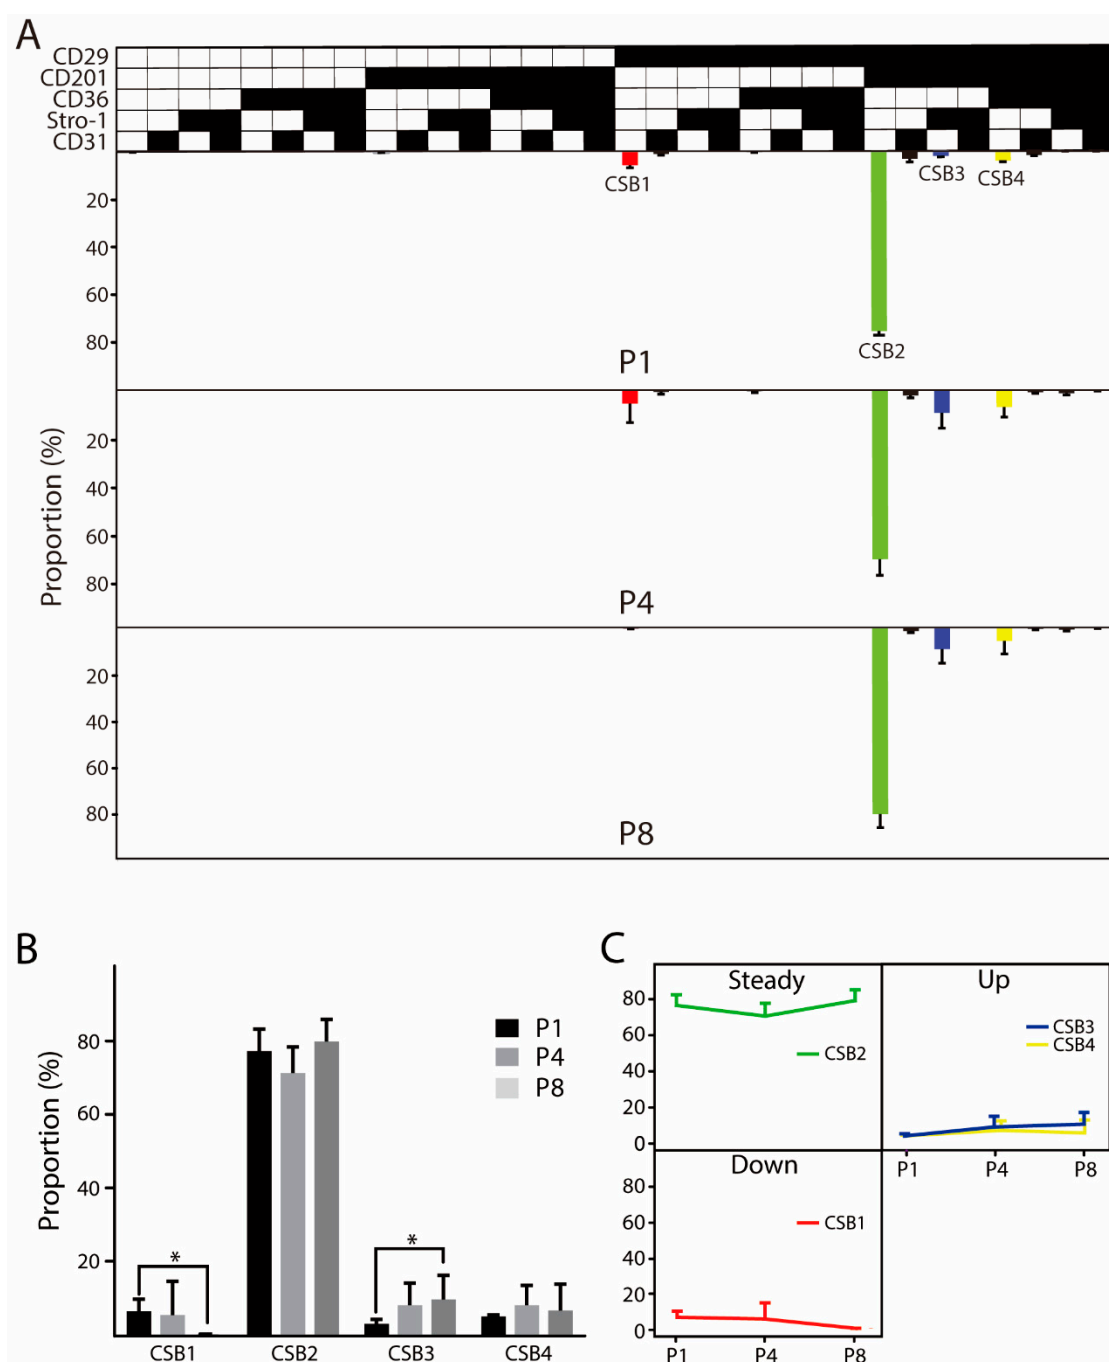 A
CD29
CD201
CD36
Stro-1
CD31
CSB1
CSB3
CSB4
20
40
60
80
CSB2
P1
20
40
60
80
P4
Proportion (%)
20
40
60
80
P8
B
80
60
40
20
Proportion (%)
P1
P4
P8
*
*
CSB1
CSB2
CSB3
CSB4
C
Steady
Up
80
60
40
20
0
CSB2
CSB3
CSB4
P1
P4
P8
Down
80
60
40
20
0
CSB1
P1
P4
P8